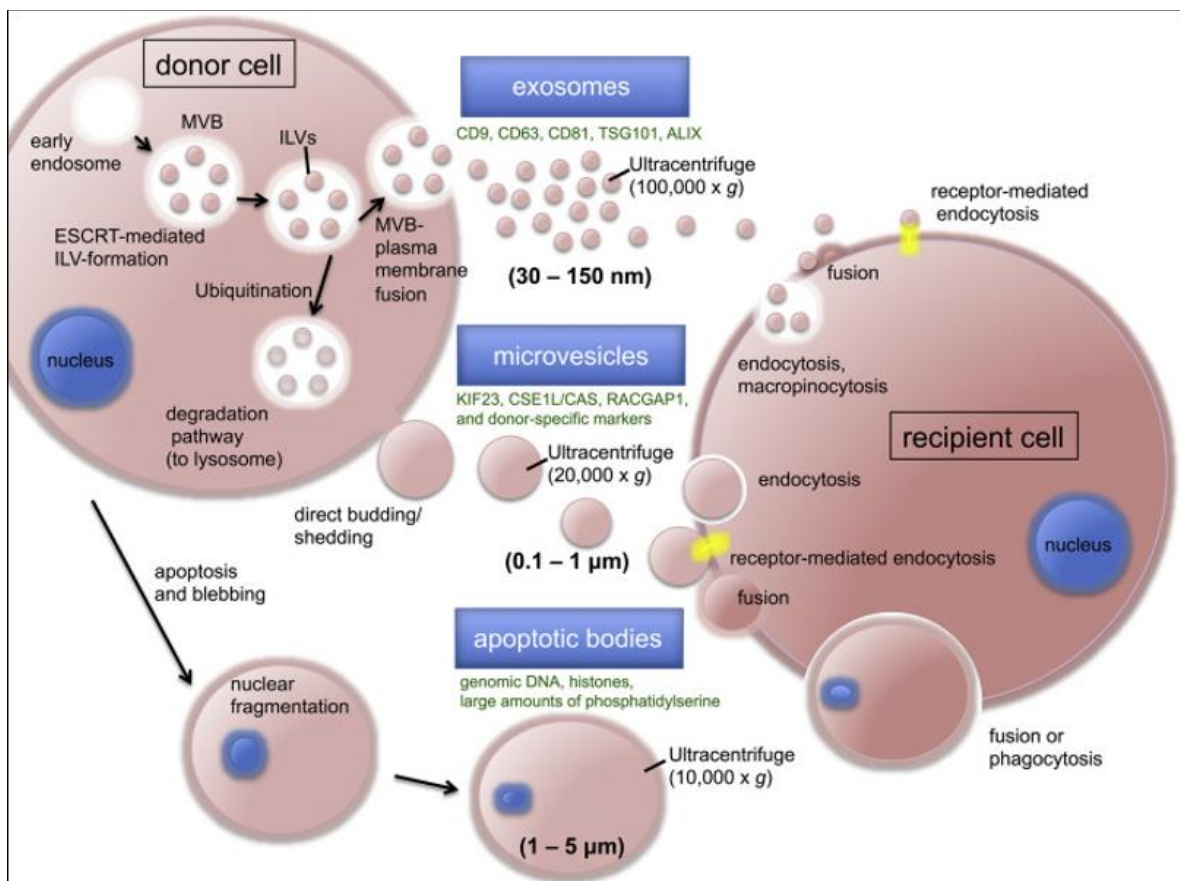 donor cell
early
endosome
MVB
ILVs
ESCRT-mediated
ILV-formation
MVB-
plasma
membrane
fusion
Ubiquitination
nucleus
degradation
pathway
(to lysosome)
exosomes
CD9, CD63, CD81, TSG101, ALIX
Ultracentrifuge
(100,000 x g)
(30 – 150 nm)
receptor-mediated
endocytosis
fusion
endocytosis,
macropinocytosis
microvesicles
KIF23, CSE1L/CAS, RACGAP1,
and donor-specific markers
Ultracentrifuge
(20,000 x g)
direct budding/
shedding
(0.1 – 1 µm)
recipient cell
endocytosis
receptor-mediated endocytosis
fusion
nucleus
apoptosis
and blebbing
nuclear
fragmentation
apoptotic bodies
genomic DNA, histones,
large amounts of phosphatidylserine
Ultracentrifuge
(10,000 x g)
(1 – 5 µm)
fusion or
phagocytosis